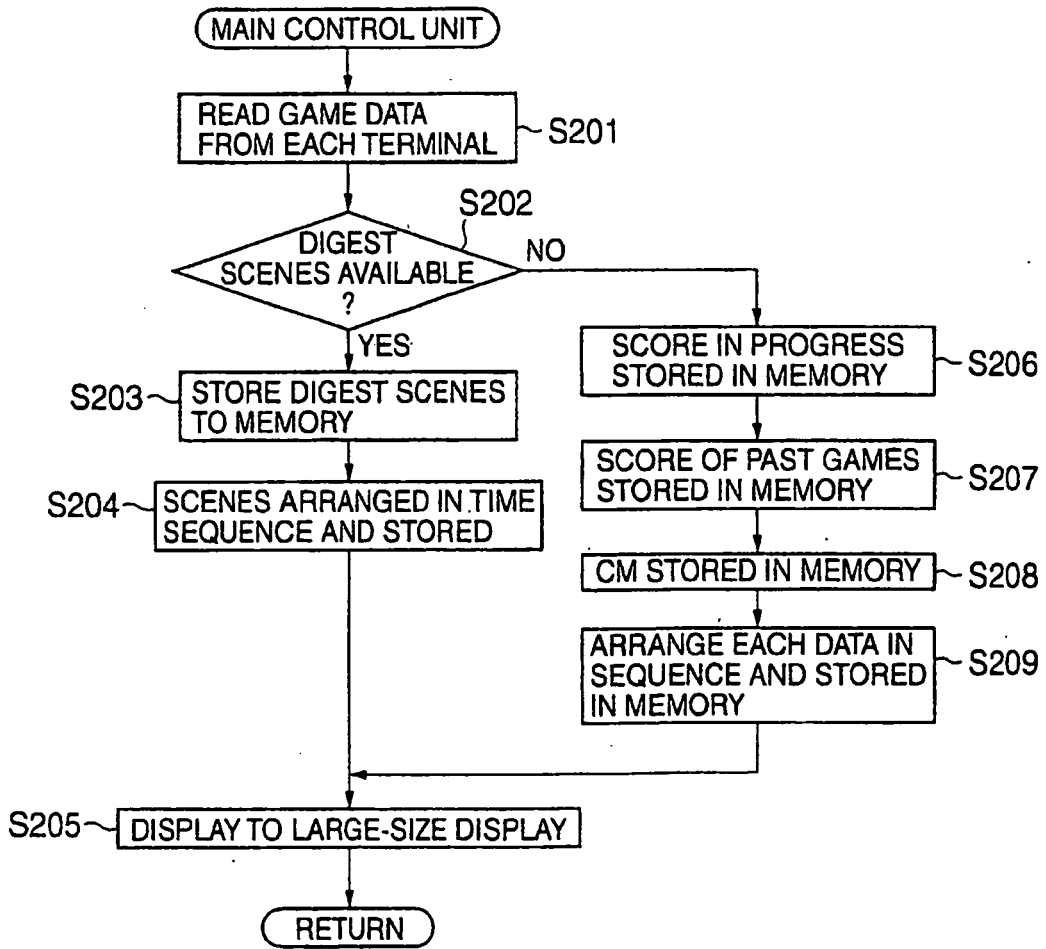 MAIN CONTROL UNIT
READ GAME DATA
FROM EACH TERMINAL
S201
S202
DIGEST
SCENES AVAILABLE
?
NO
YES
S203
STORE DIGEST SCENES
TO MEMORY
S204
SCENES ARRANGED IN TIME
SEQUENCE AND STORED
SCORE IN PROGRESS
STORED IN MEMORY
S206
SCORE OF PAST GAMES
STORED IN MEMORY
S207
CM STORED IN MEMORY
S208
ARRANGE EACH DATA IN
SEQUENCE AND STORED
IN MEMORY
S209
S205
DISPLAY TO LARGE-SIZE DISPLAY
RETURN